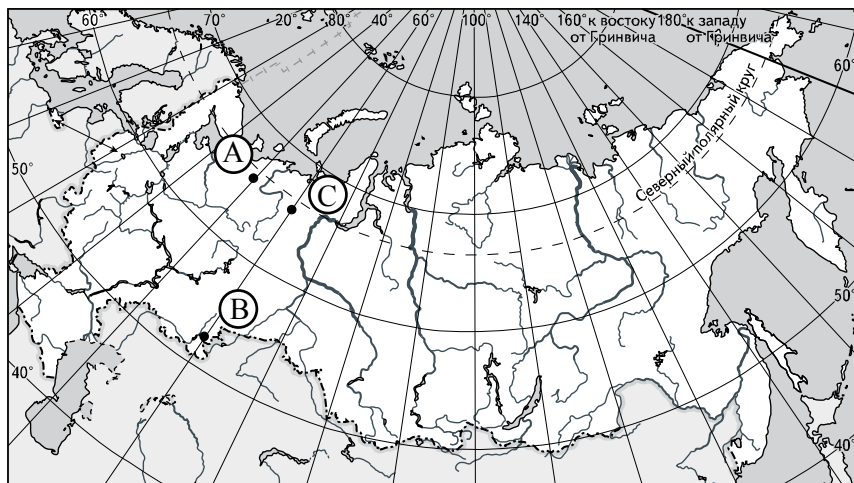 60° 70° 20° 80° 40° 60° 100° 140° 160° к востоку 180° к западу
от Гринвича от Гринвича
60°
Северный полярный круг
A
C
50°
B
50°
40°
40°